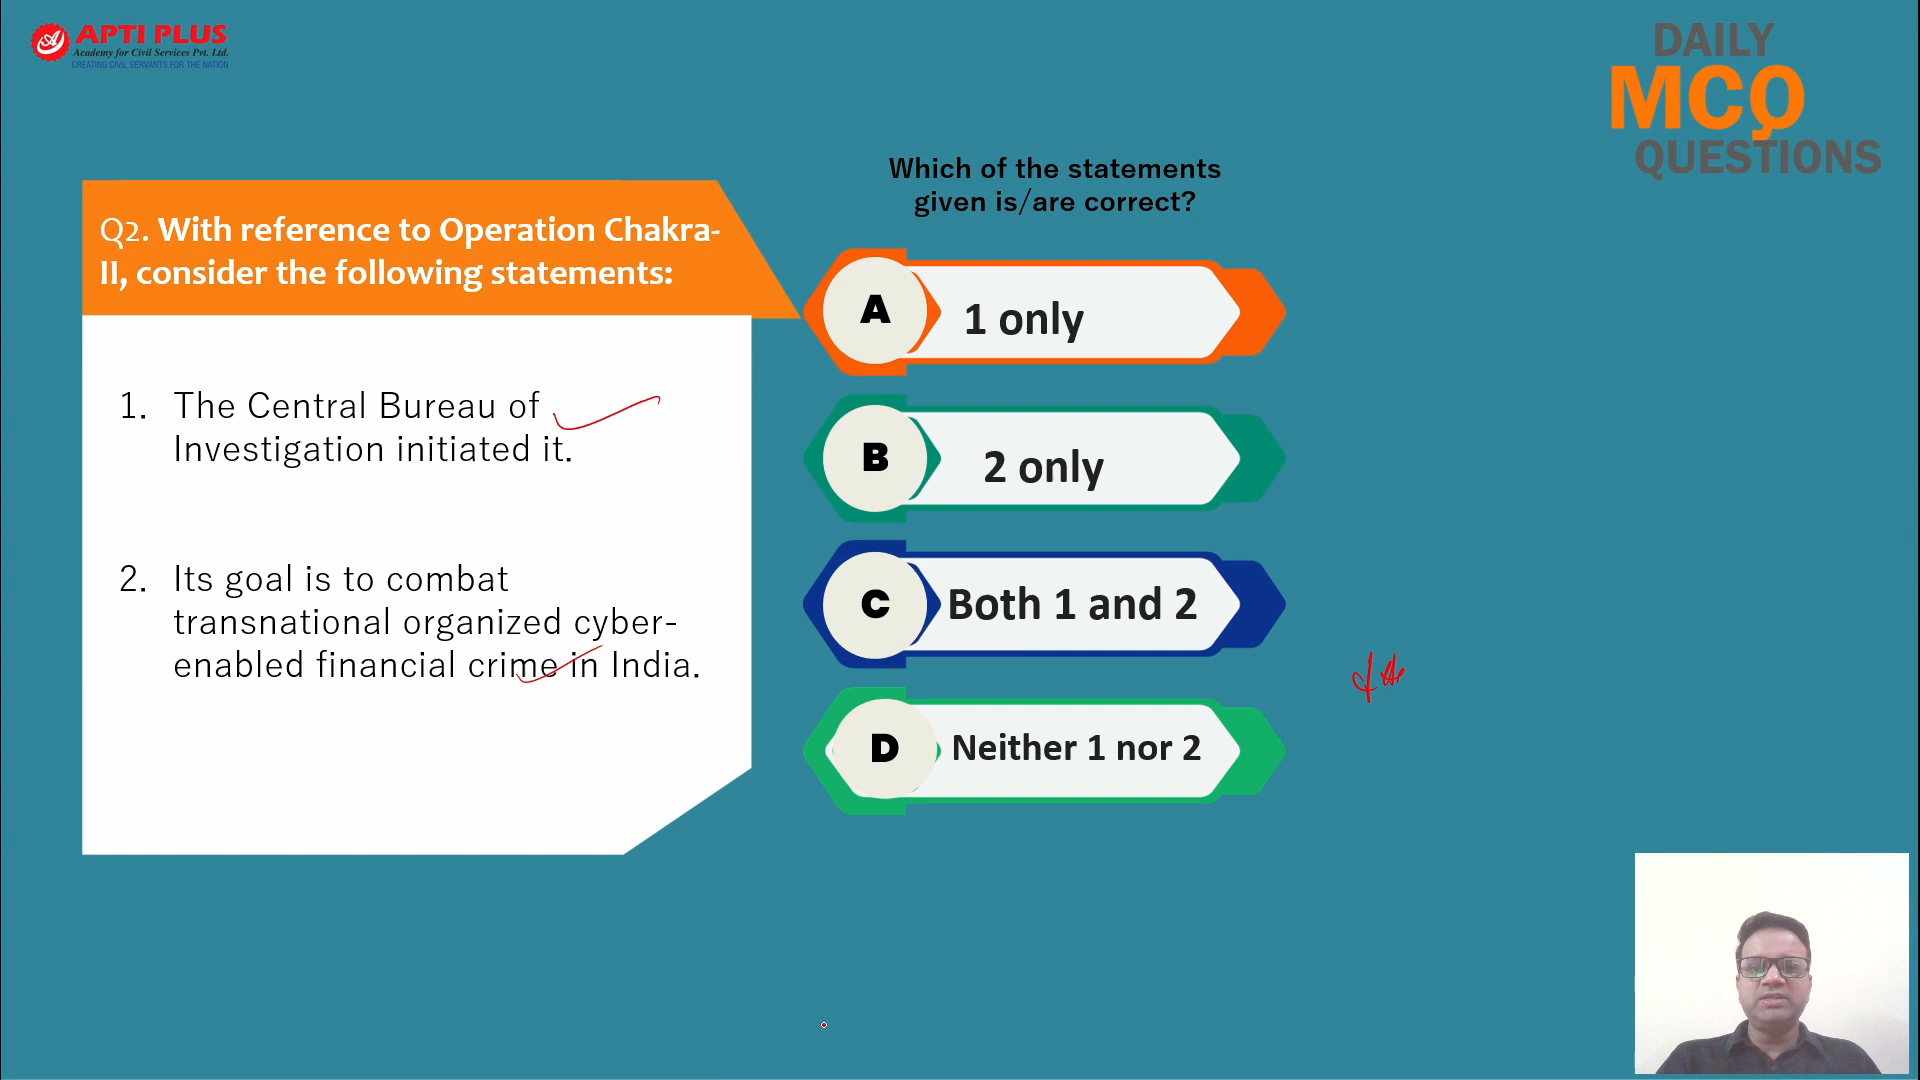 APTI PLUS
Academy for Civil Services Pvt. Ltd.
CREATING CIVIL SERVANTS FOR THE NATION
DAILY
MCQ
QUESTIONS
Q2. With reference to Operation Chakra-
II, consider the following statements:
1. The Central Bureau of
Investigation initiated it.
2. Its goal is to combat
transnational organized cyber-
enabled financial crime in India.
Which of the statements
given is/are correct?
A 1 only
B 2 only
C Both 1 and 2
D Neither 1 nor 2